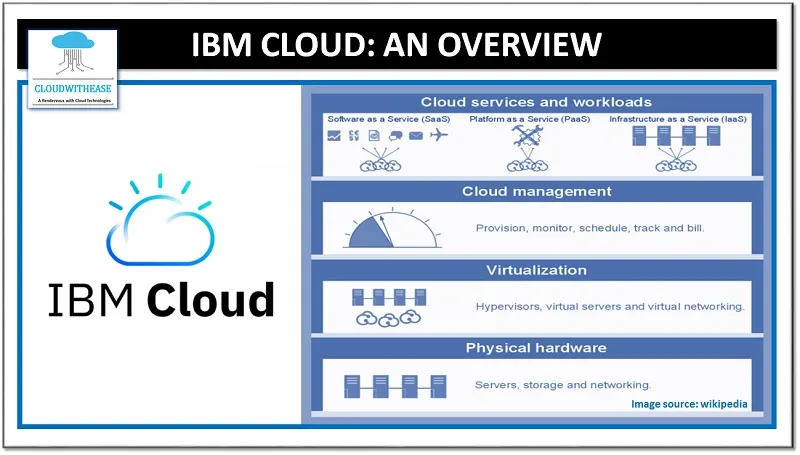 IBM CLOUD: AN OVERVIEW
CLOUDWITHEASE
A Rendezvous with Cloud Technologies
IBM Cloud
Cloud services and workloads
Software as a Service (SaaS)
Platform as a Service (PaaS)
Infrastructure as a Service (IaaS)
Cloud management
Provision, monitor, schedule, track and bill.
Virtualization
Hypervisors, virtual servers and virtual networking.
Physical hardware
Servers, storage and networking.
Image source: wikipedia